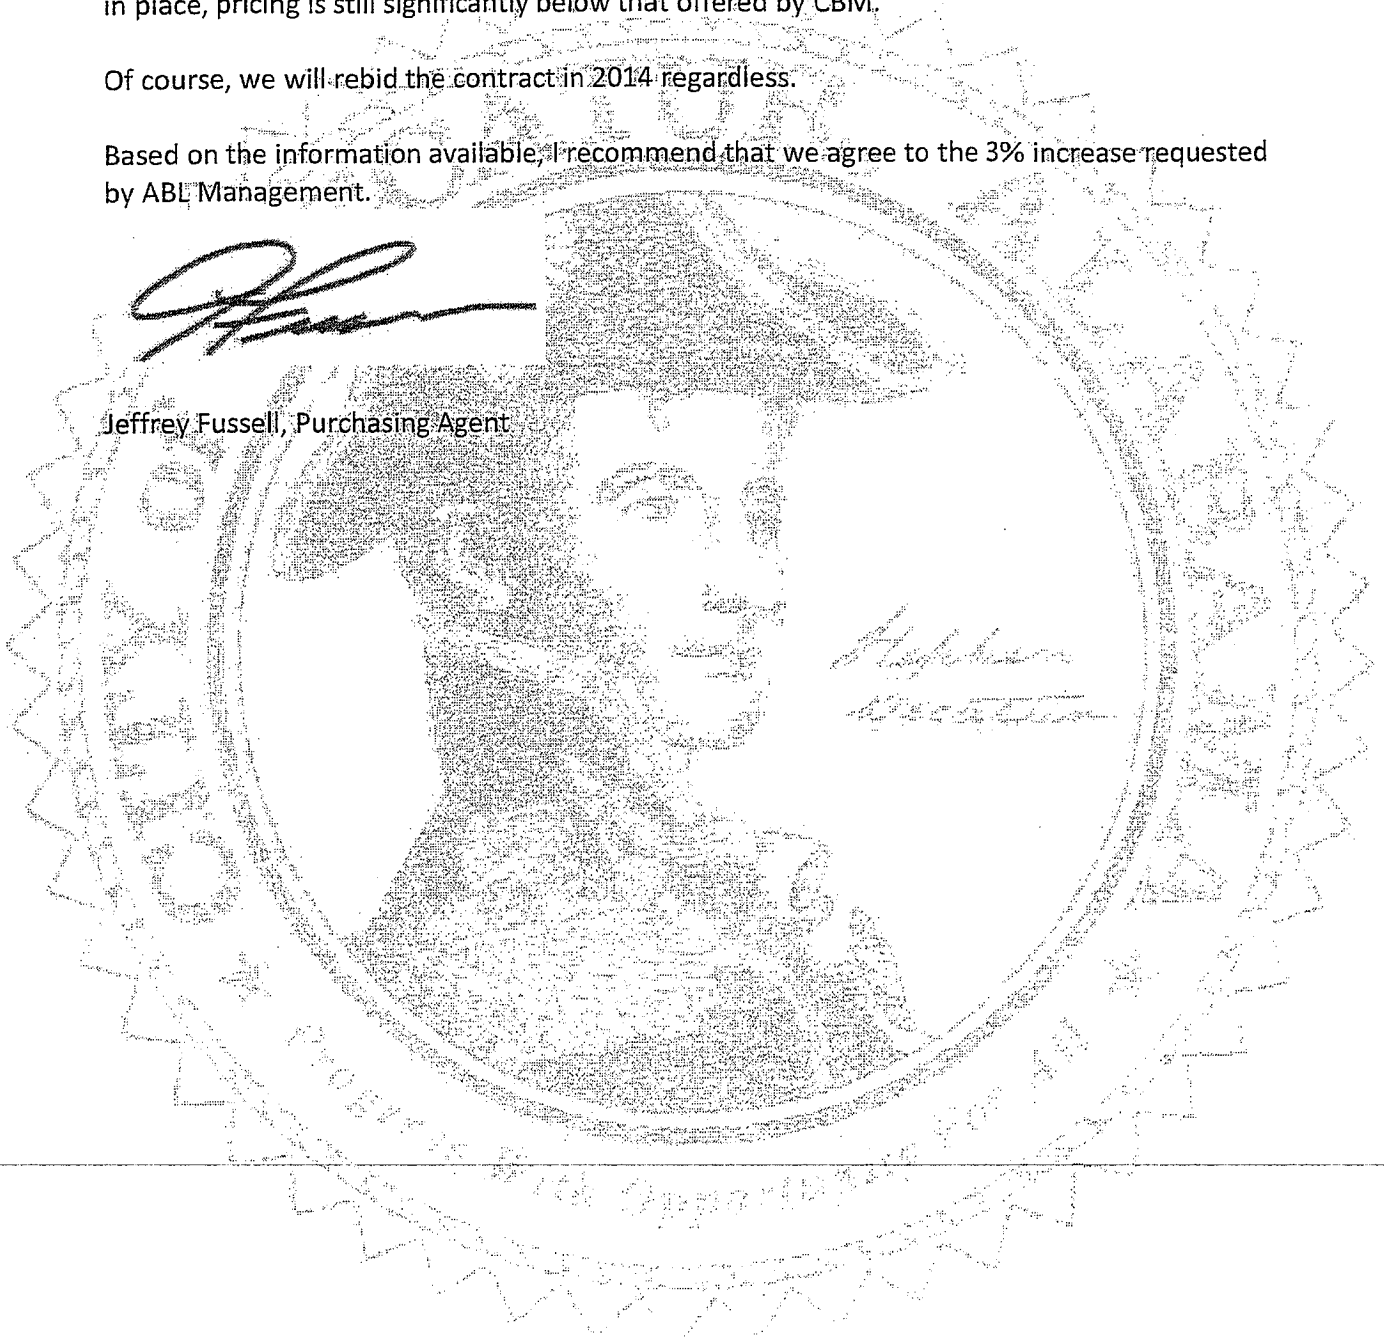 in place, pricing is still significantly below that offered by CBM.
Of course, we will rebid the contract in 2014 regardless.
Based on the information available, I recommend that we agree to the 3% increase requested
by ABL Management.
Jeffrey Fussell, Purchasing Agent
Stephen
Decatur